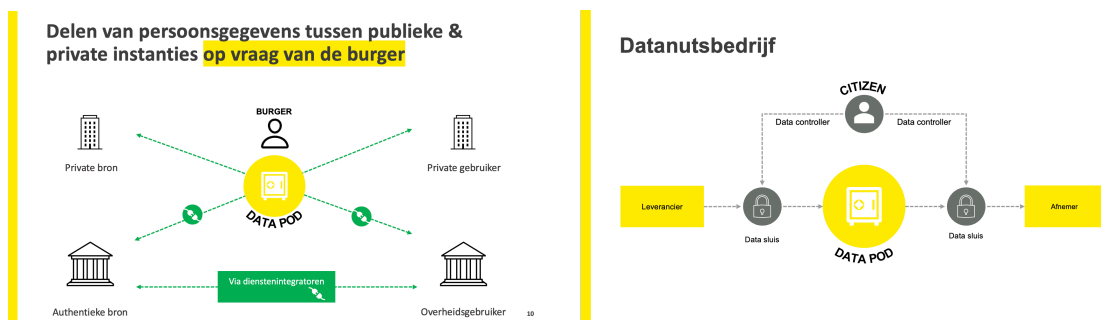 Delen van persoonsgegevens tussen publieke &
private instanties op vraag van de burger
BURGER
Private bron
Private gebruiker
DATA POD
Via dienstenintegratoren
Authentieke bron
Overheidsgebruiker
10
Datanutsbedrijf
CITIZEN
Data controller
Data controller
Leverancier
Afnemer
Data sluis
Data sluis
DATA POD